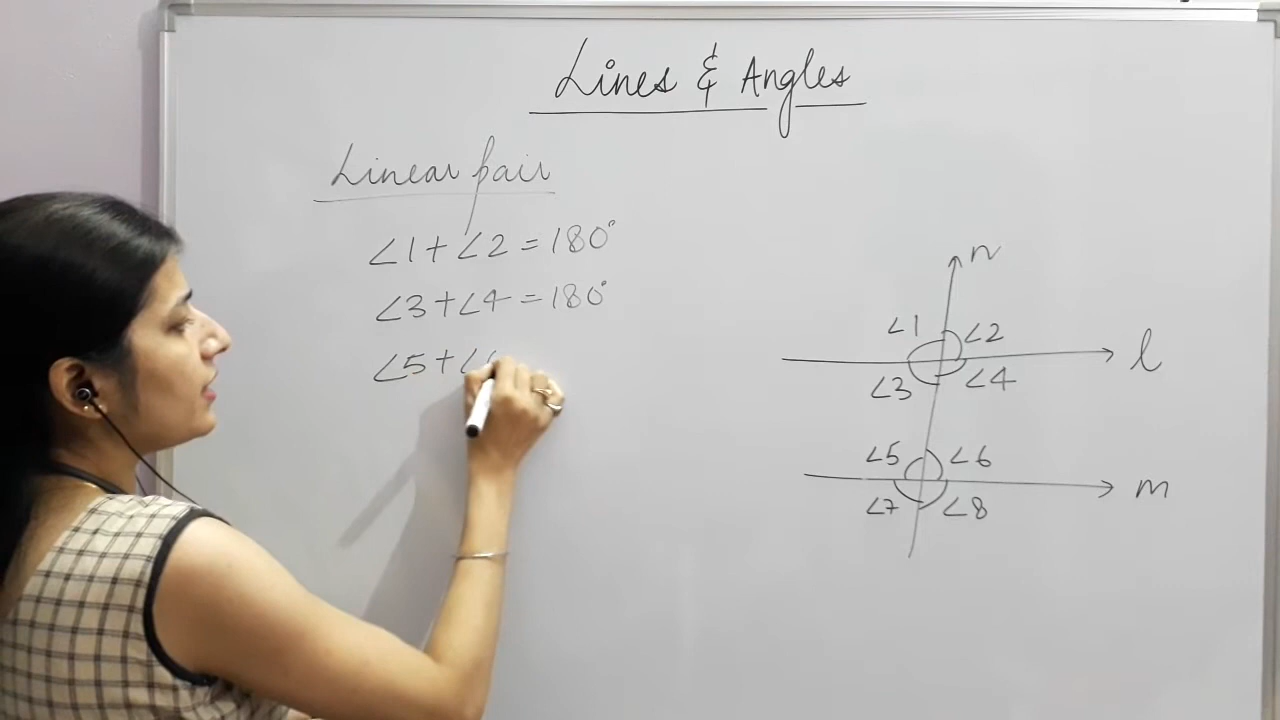 Lines & Angles
Linear pair
∠1 + ∠2 = 180°
∠3 + ∠4 = 180°
∠5 + ∠
n
∠1 ∠2
l
∠3 ∠4
∠5 ∠6
m
∠7 ∠8